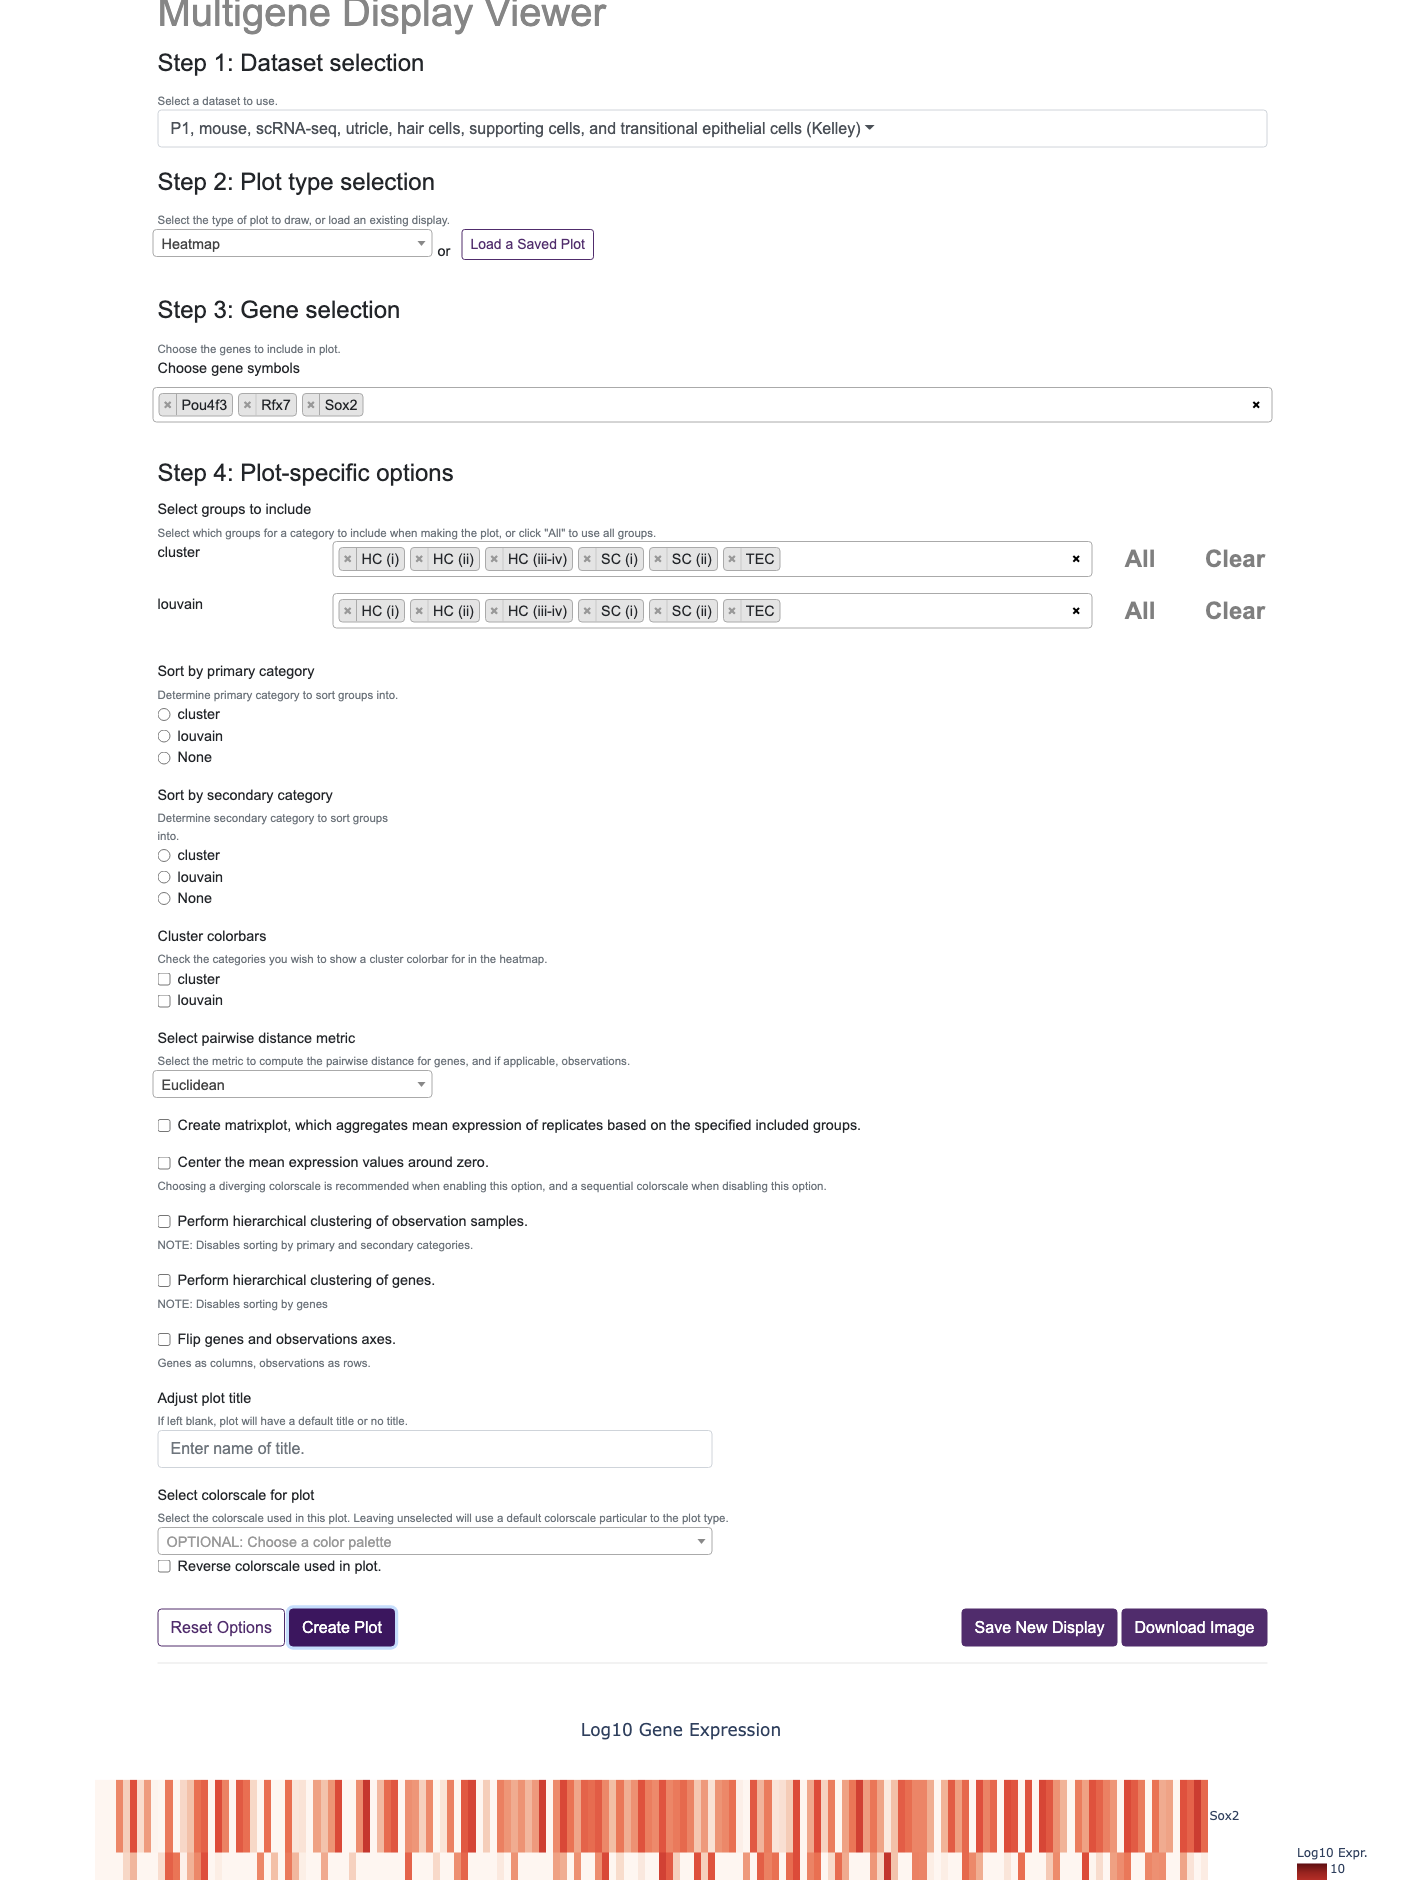 Multigene Display Viewer
Step 1: Dataset selection
Select a dataset to use.
P1, mouse, scRNA-seq, utricle, hair cells, supporting cells, and transitional epithelial cells (Kelley)
Step 2: Plot type selection
Select the type of plot to draw, or load an existing display.
Heatmap or Load a Saved Plot
Step 3: Gene selection
Choose the genes to include in plot.
Choose gene symbols
× Pou4f3 × Rfx7 × Sox2 ×
Step 4: Plot-specific options
Select groups to include
Select which groups for a category to include when making the plot, or click "All" to use all groups.
cluster × HC (i) × HC (ii) × HC (iii-iv) × SC (i) × SC (ii) × TEC × All Clear
louvain × HC (i) × HC (ii) × HC (iii-iv) × SC (i) × SC (ii) × TEC × All Clear
Sort by primary category
Determine primary category to sort groups into.
cluster
louvain
None
Sort by secondary category
Determine secondary category to sort groups
into.
cluster
louvain
None
Cluster colorbars
Check the categories you wish to show a cluster colorbar for in the heatmap.
cluster
louvain
Select pairwise distance metric
Select the metric to compute the pairwise distance for genes, and if applicable, observations.
Euclidean
Create matrixplot, which aggregates mean expression of replicates based on the specified included groups.
Center the mean expression values around zero.
Choosing a diverging colorscale is recommended when enabling this option, and a sequential colorscale when disabling this option.
Perform hierarchical clustering of observation samples.
NOTE: Disables sorting by primary and secondary categories.
Perform hierarchical clustering of genes.
NOTE: Disables sorting by genes
Flip genes and observations axes.
Genes as columns, observations as rows.
Adjust plot title
If left blank, plot will have a default title or no title.
Enter name of title.
Select colorscale for plot
Select the colorscale used in this plot. Leaving unselected will use a default colorscale particular to the plot type.
OPTIONAL: Choose a color palette
Reverse colorscale used in plot.
Reset Options Create Plot Save New Display Download Image
Log10 Gene Expression
Sox2
Log10 Expr.
10